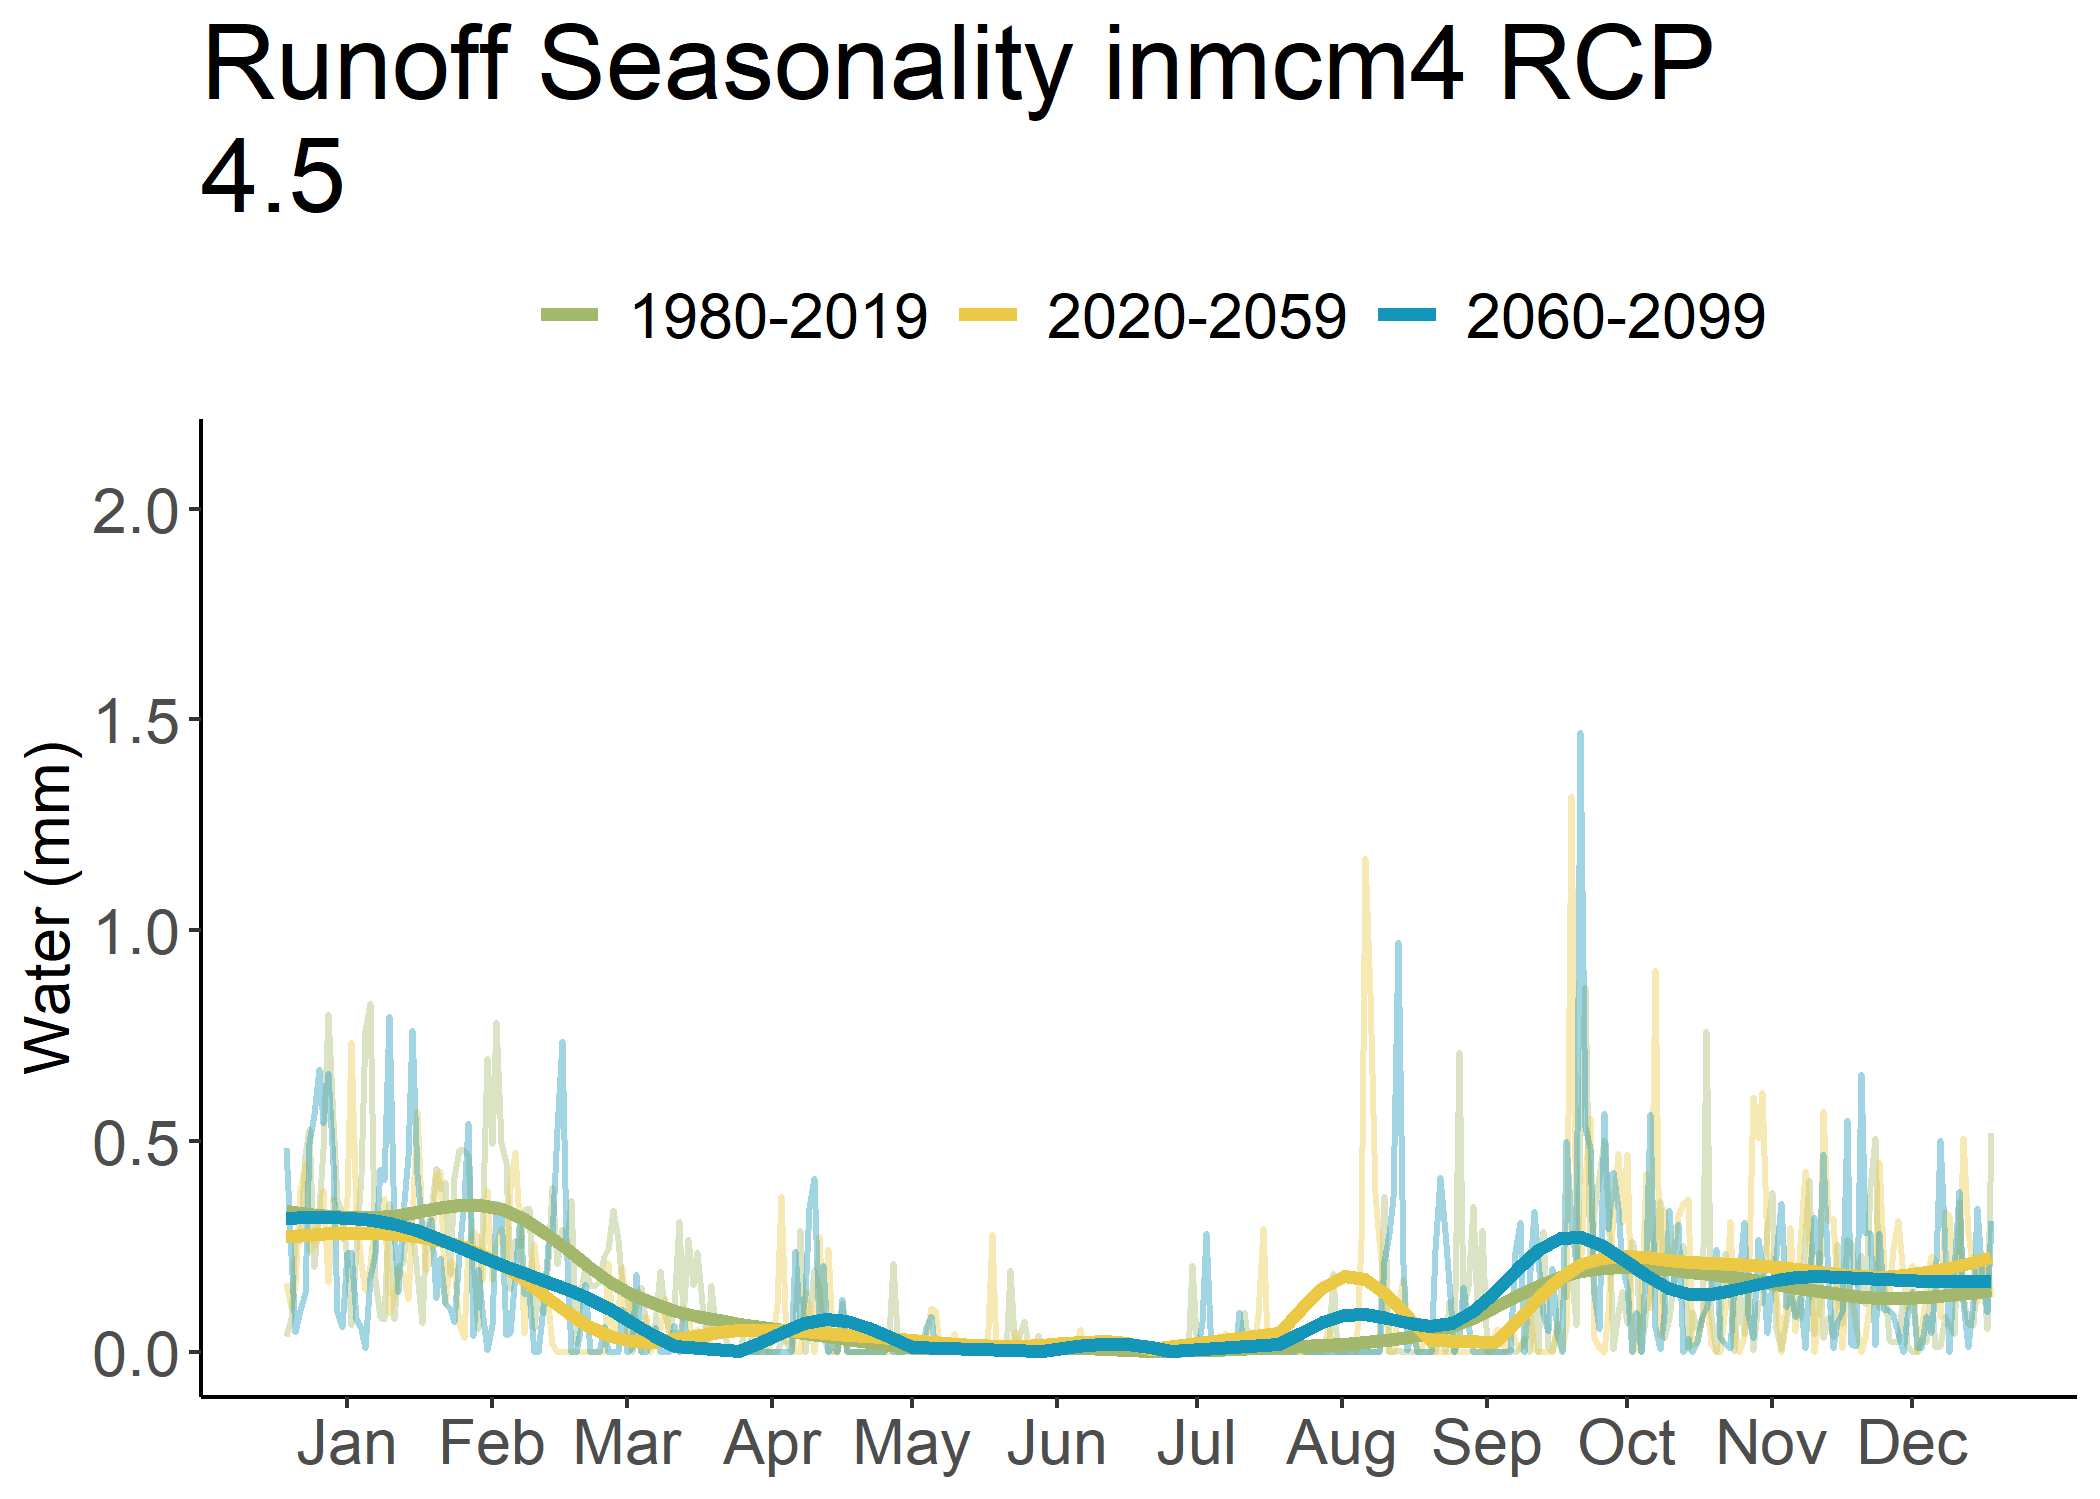 Runoff Seasonality inmcm4 RCP
4.5
1980-2019 2020-2059 2060-2099
Water (mm)
2.0
1.5
1.0
0.5
0.0
Jan Feb Mar Apr May Jun Jul Aug Sep Oct Nov Dec